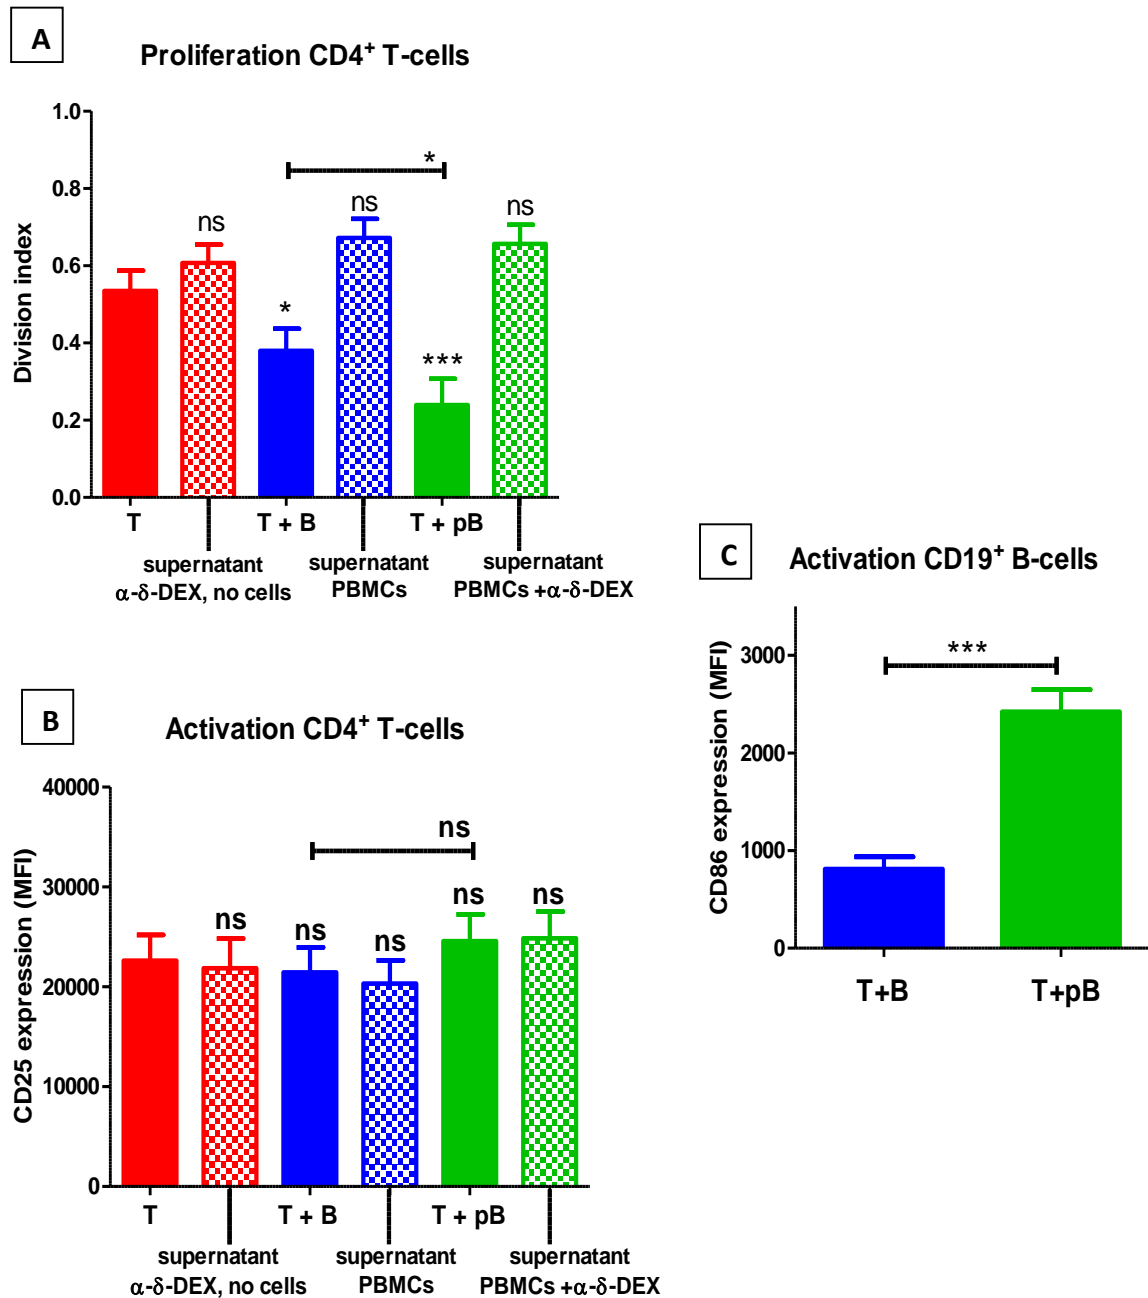 A
Proliferation CD4⁺ T-cells
Division index
1.0
0.8
0.6
0.4
0.2
0.0
ns
*
ns
*
***
ns
T
T + B
T + pB
supernatant
α-δ-DEX, no cells
supernatant
PBMCs
supernatant
PBMCs +α-δ-DEX
B
Activation CD4⁺ T-cells
CD25 expression (MFI)
40000
30000
20000
10000
0
ns
ns
ns
ns
ns
ns
T
T + B
T + pB
supernatant
α-δ-DEX, no cells
supernatant
PBMCs
supernatant
PBMCs +α-δ-DEX
C
Activation CD19⁺ B-cells
CD86 expression (MFI)
3000
2000
1000
0
***
T+B
T+pB